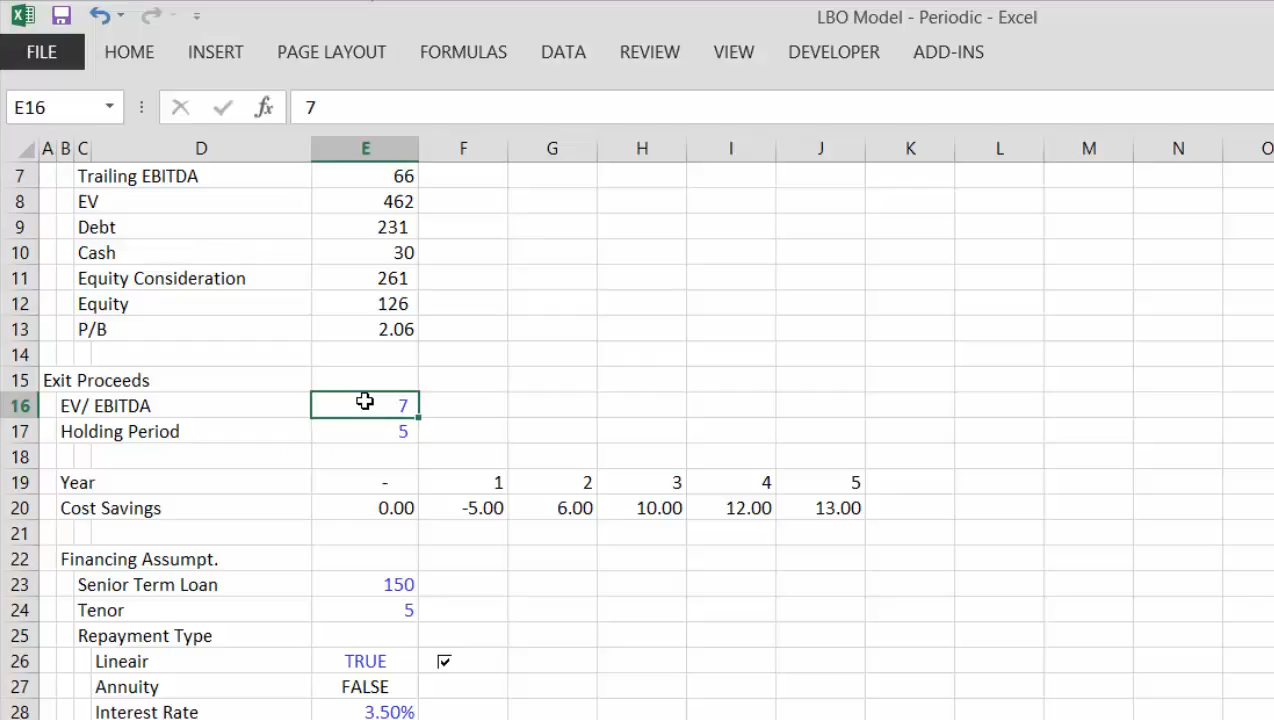 LBO Model - Periodic - Excel
FILE HOME INSERT PAGE LAYOUT FORMULAS DATA REVIEW VIEW DEVELOPER ADD-INS
E16 fx 7
A B C D E F G H I J K L M N O
7 Trailing EBITDA 66
8 EV 462
9 Debt 231
10 Cash 30
11 Equity Consideration 261
12 Equity 126
13 P/B 2.06
14
15 Exit Proceeds
16 EV/ EBITDA 7
17 Holding Period 5
18
19 Year - 1 2 3 4 5
20 Cost Savings 0.00 -5.00 6.00 10.00 12.00 13.00
21
22 Financing Assumpt.
23 Senior Term Loan 150
24 Tenor 5
25 Repayment Type
26 Lineair TRUE
27 Annuity FALSE
28 Interest Rate 3.50%